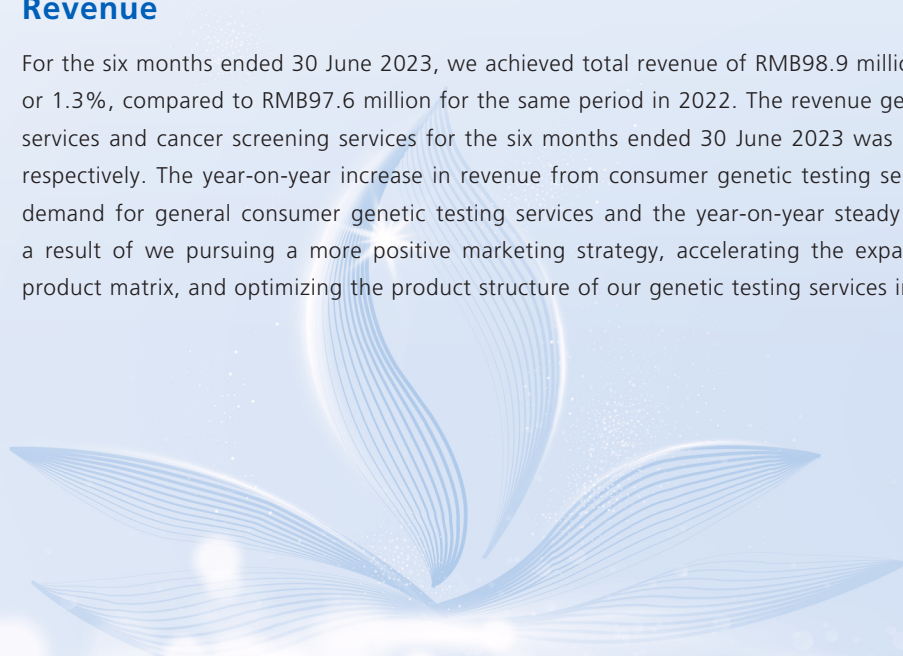 Revenue
For the six months ended 30 June 2023, we achieved total revenue of RMB98.9
or 1.3%, compared to RMB97.6 million for the same period in 2022. The revenue
services and cancer screening services for the six months ended 30 June 2023 was
respectively. The year-on-year increase in revenue from consumer genetic testing
demand for general consumer genetic testing services and the year-on-year steady
a result of we pursuing a more positive marketing strategy, accelerating the
product matrix, and optimizing the product structure of our genetic testing services